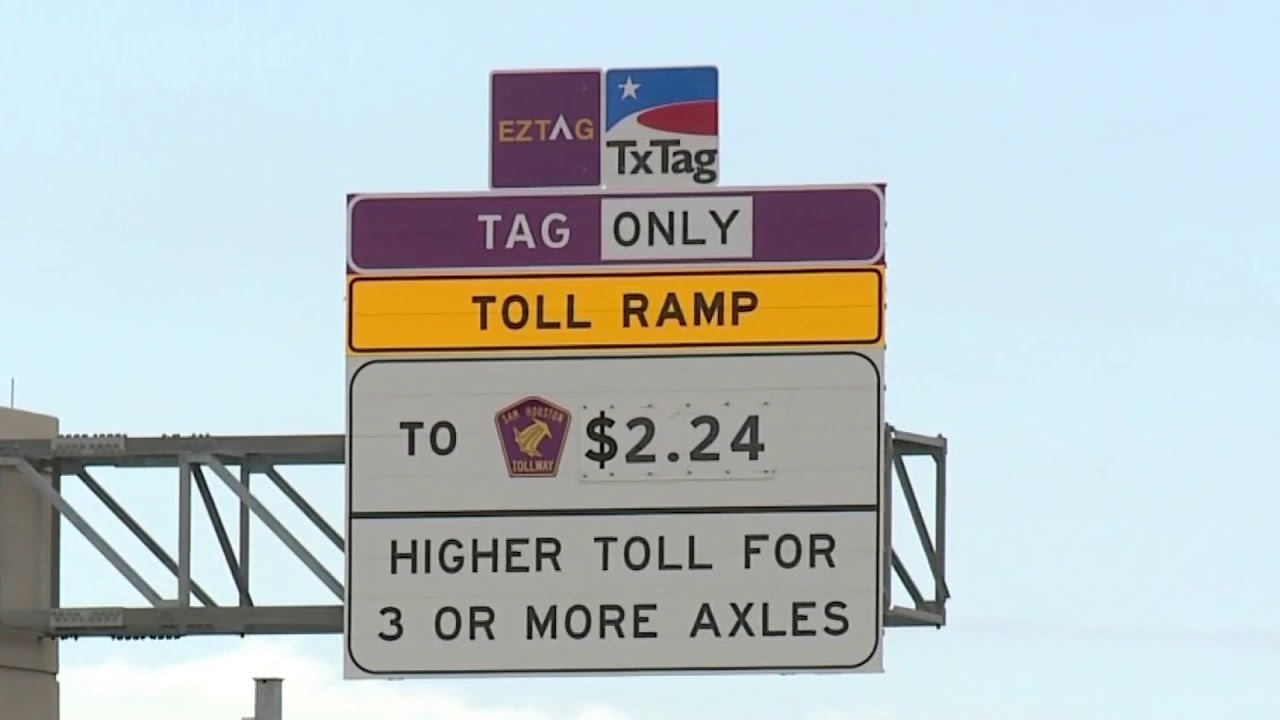 EZTAG TxTag
TAG ONLY
TOLL RAMP
TO SAM HOUSTON TOLLWAY $2.24
HIGHER TOLL FOR
3 OR MORE AXLES